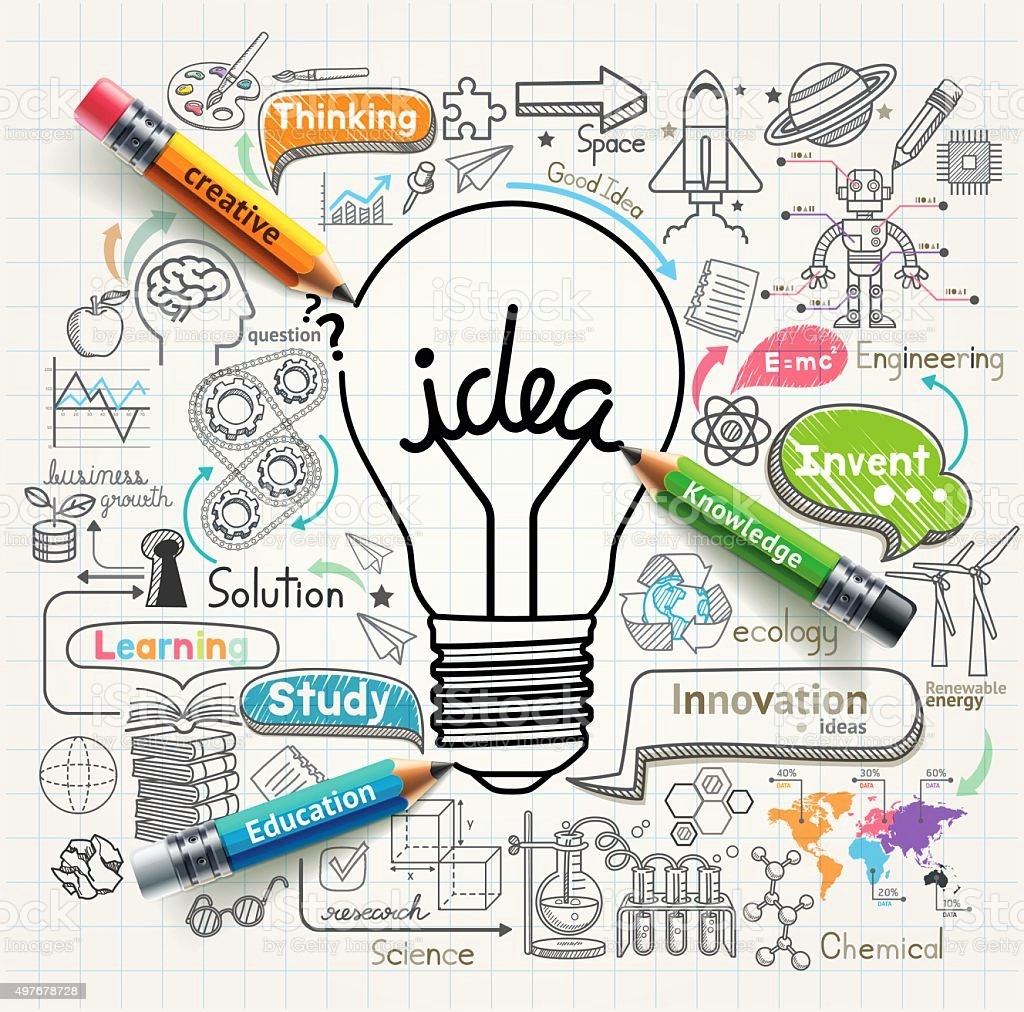 Thinking
creative
Space
Good Idea
?
?
question
idea
E=mc²
Engineering
Invent
...
Knowledge
business
growth
Solution
Learning
ecology
Study
Innovation
ideas
Renewable
energy
Education
40%
DATA
30%
DATA
60%
DATA
20%
DATA
10%
DATA
y
x
research
Science
Chemical
iStock
by Getty Images™
497678728